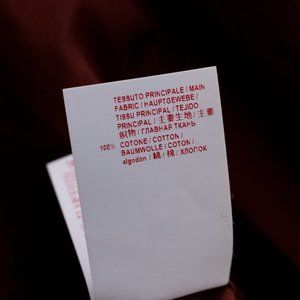 TESSUTO PRINCIPALE / MAIN
FABRIC / HAUPTGEWEBE /
TISSU PRINCIPAL / TEJIDO
PRINCIPAL / 主要生地 / 主要
織物 / ГЛАВНАЯ ТКАНЬ
100% COTONE / COTTON /
BAUMWOLLE / COTON /
algodón / 綿 / 棉 / ХЛОПОК